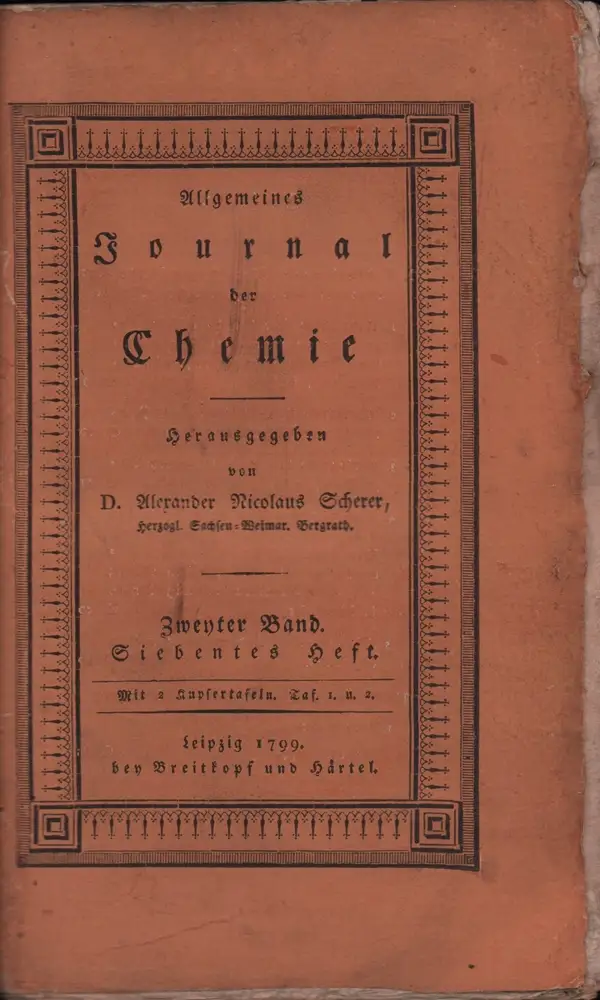 Allgemeines
Journal
der
Chemie
Herausgegeben
von
D. Alexander Nicolaus Scherer,
Herzogl. Sachsen-Weimar. Bergrath.
Zweyter Band.
Siebentes Heft.
Mit 2 Kupfertafeln. Taf. 1. u. 2.
Leipzig 1799.
bey Breitkopf und Härtel.